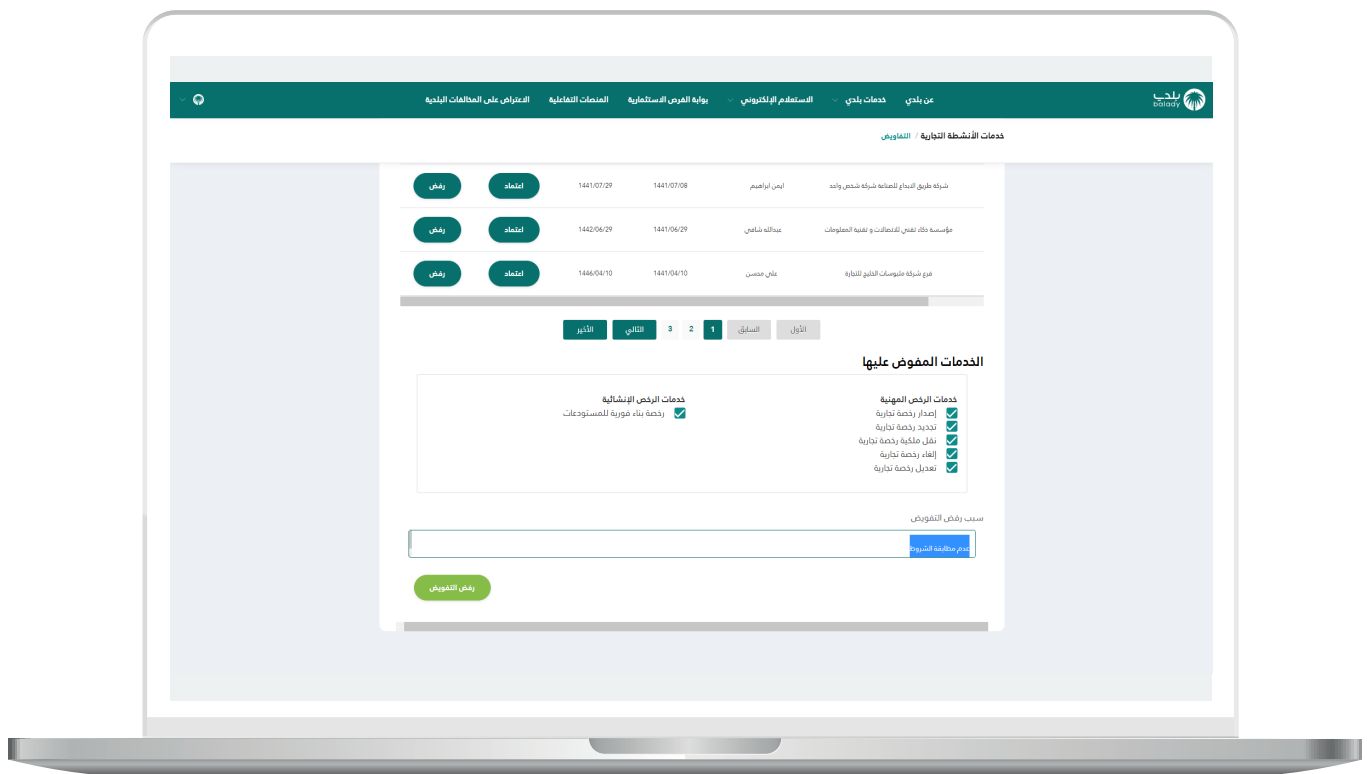 بلدي
balady
عن بلدي خدمات بلدي الاستعلام الإلكتروني بوابة الفرص الاستثمارية المنصات التفاعلية الاعتراض على المخالفات البلدية
خدمات الأنشطة التجارية / التفاويض
شركة طريق الابداع للصناعة شركة شخص واحد ايمن ابراهيم 1441/07/08 1441/07/29 اعتماد رفض
مؤسسة ذكاء تقني للاتصالات و تقنية المعلومات عبدالله شافي 1441/06/29 1442/06/29 اعتماد رفض
فرع شركة ملبوسات الخليج للتجارة علي محسن 1441/04/10 1446/04/10 اعتماد رفض
الأول السابق 1 2 3 التالي الأخير
الخدمات المفوض عليها
خدمات الرخص المهنية
إصدار رخصة تجارية
تجديد رخصة تجارية
نقل ملكية رخصة تجارية
إلغاء رخصة تجارية
تعديل رخصة تجارية
خدمات الرخص الإنشائية
رخصة بناء فورية للمستودعات
سبب رفض التفويض
عدم مطابقة الشروط
رفض التفويض